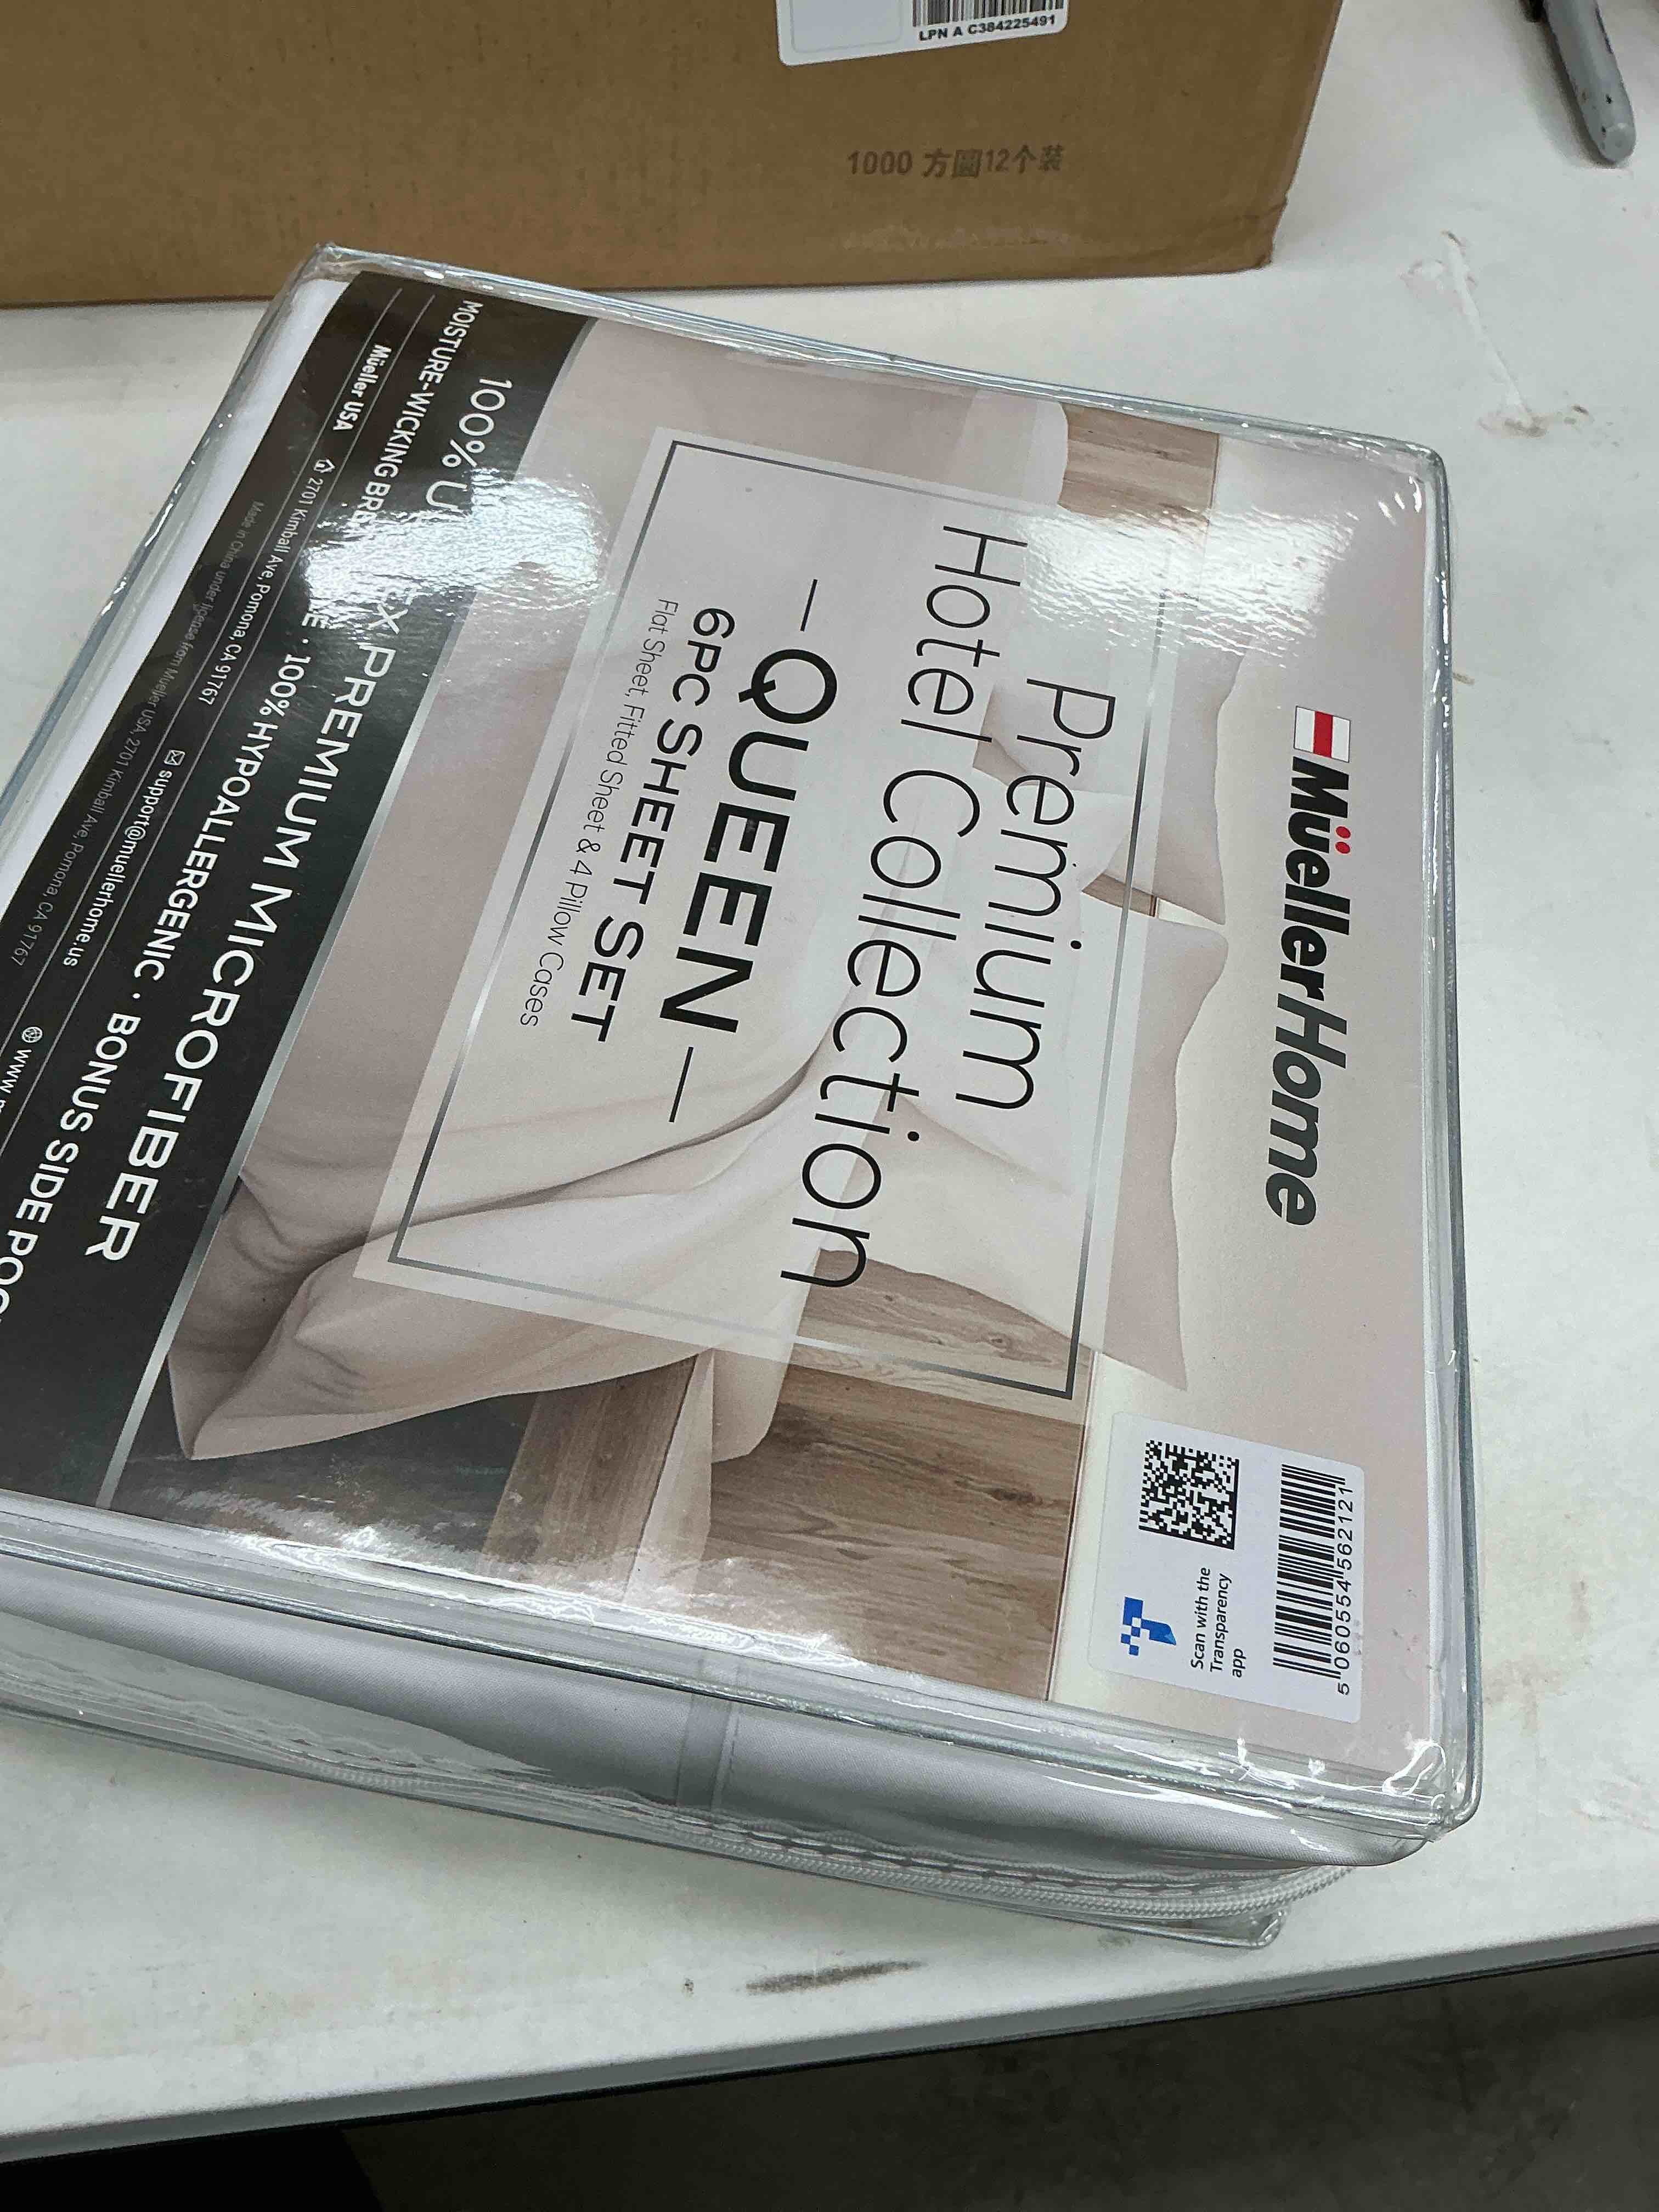 LPN A C384225491
1000 方圆12个装
MüellerHome
Premium
Hotel Collection
QUEEN
6PC SHEET SET
Flat Sheet, Fitted Sheet & 4 Pillow Cases
100% PREMIUM MICROFIBER
MOISTURE-WICKING · 100% HYPOALLERGENIC · BONUS SIDE
Müeller USA 2701 Kimball Ave, Pomona, CA 91767 support@muellerhome.us
Made in China under license from Mueller USA, 2701 Kimball Ave, Pomona, CA 91767
Scan with the
Transparency
app
5 060554 562121